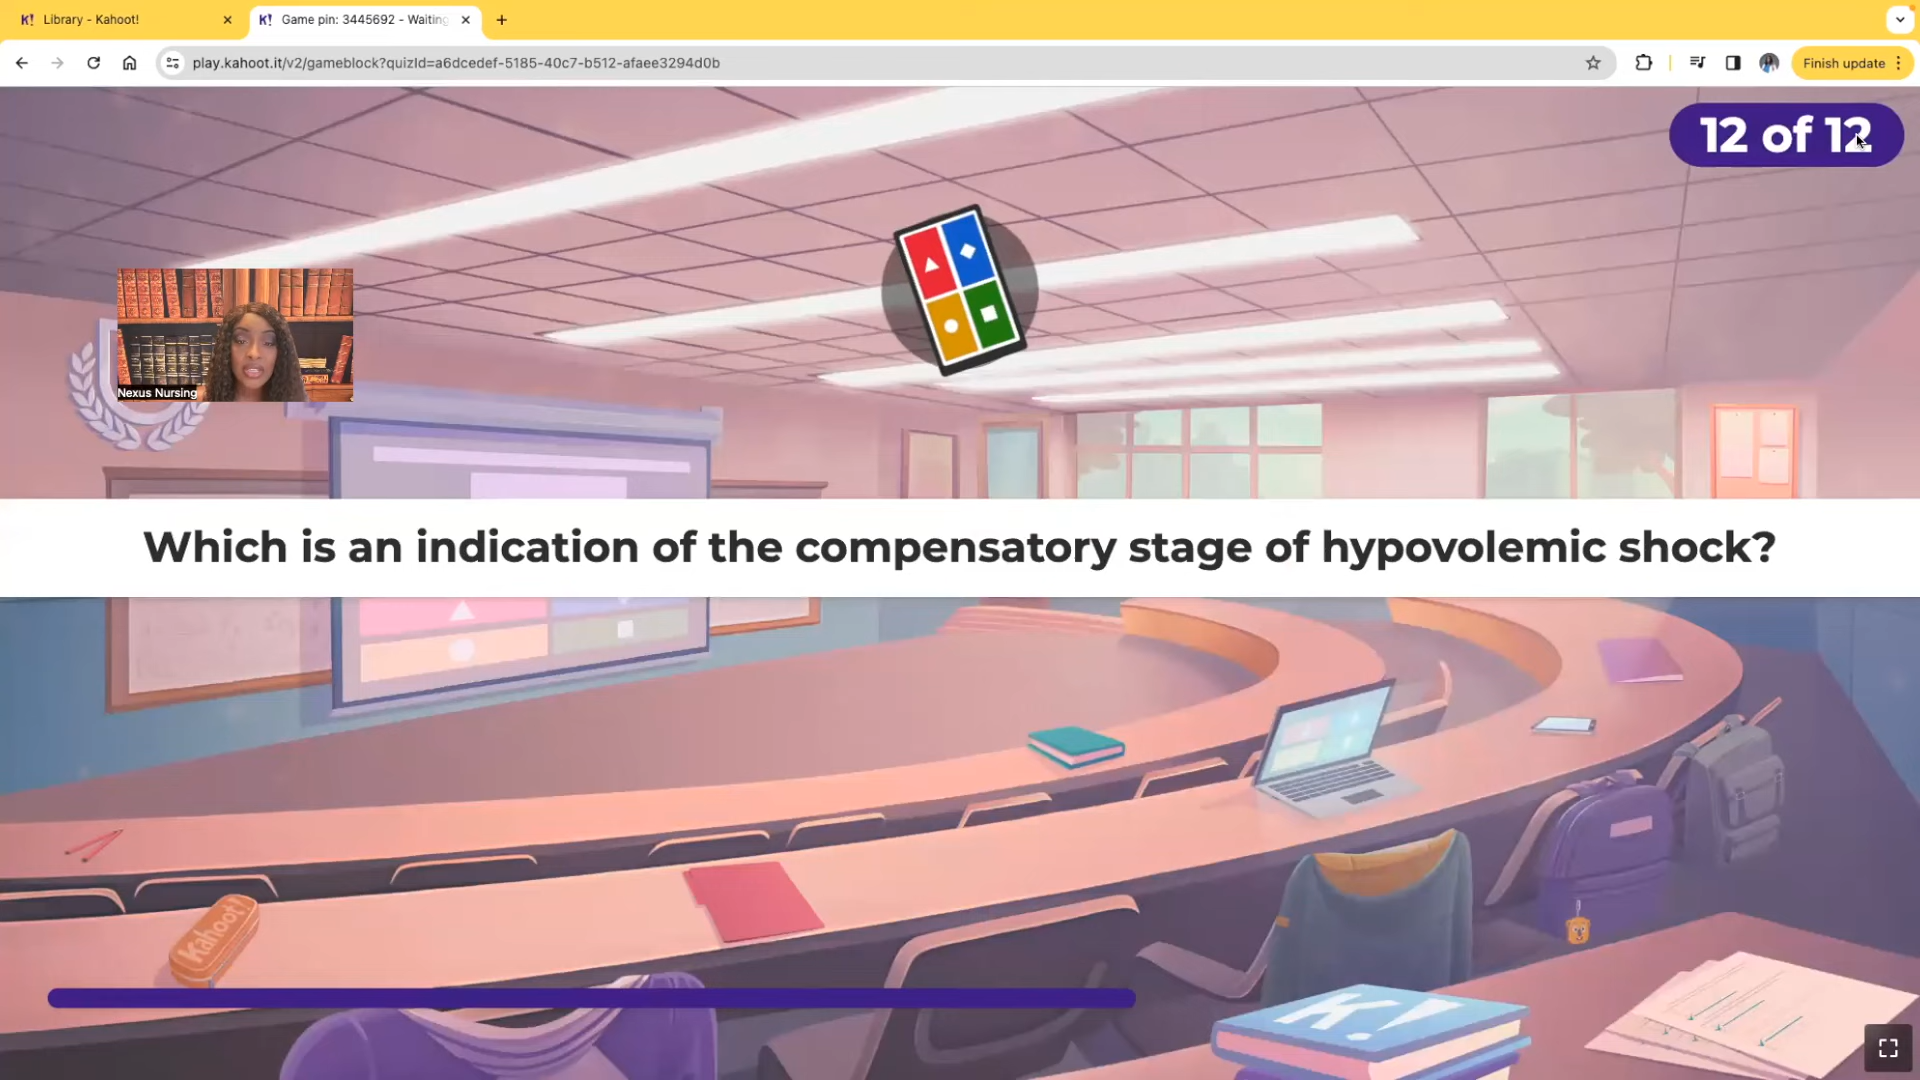 Library - Kahoot!
Game pin: 3445692 - Waiting
play.kahoot.it/v2/gameblock?quizId=a6dcedef-5185-40c7-b512-afaee3294d0b
Finish update
12 of 12
Nexus Nursing
Which is an indication of the compensatory stage of hypovolemic shock?
Kahoot!
K!